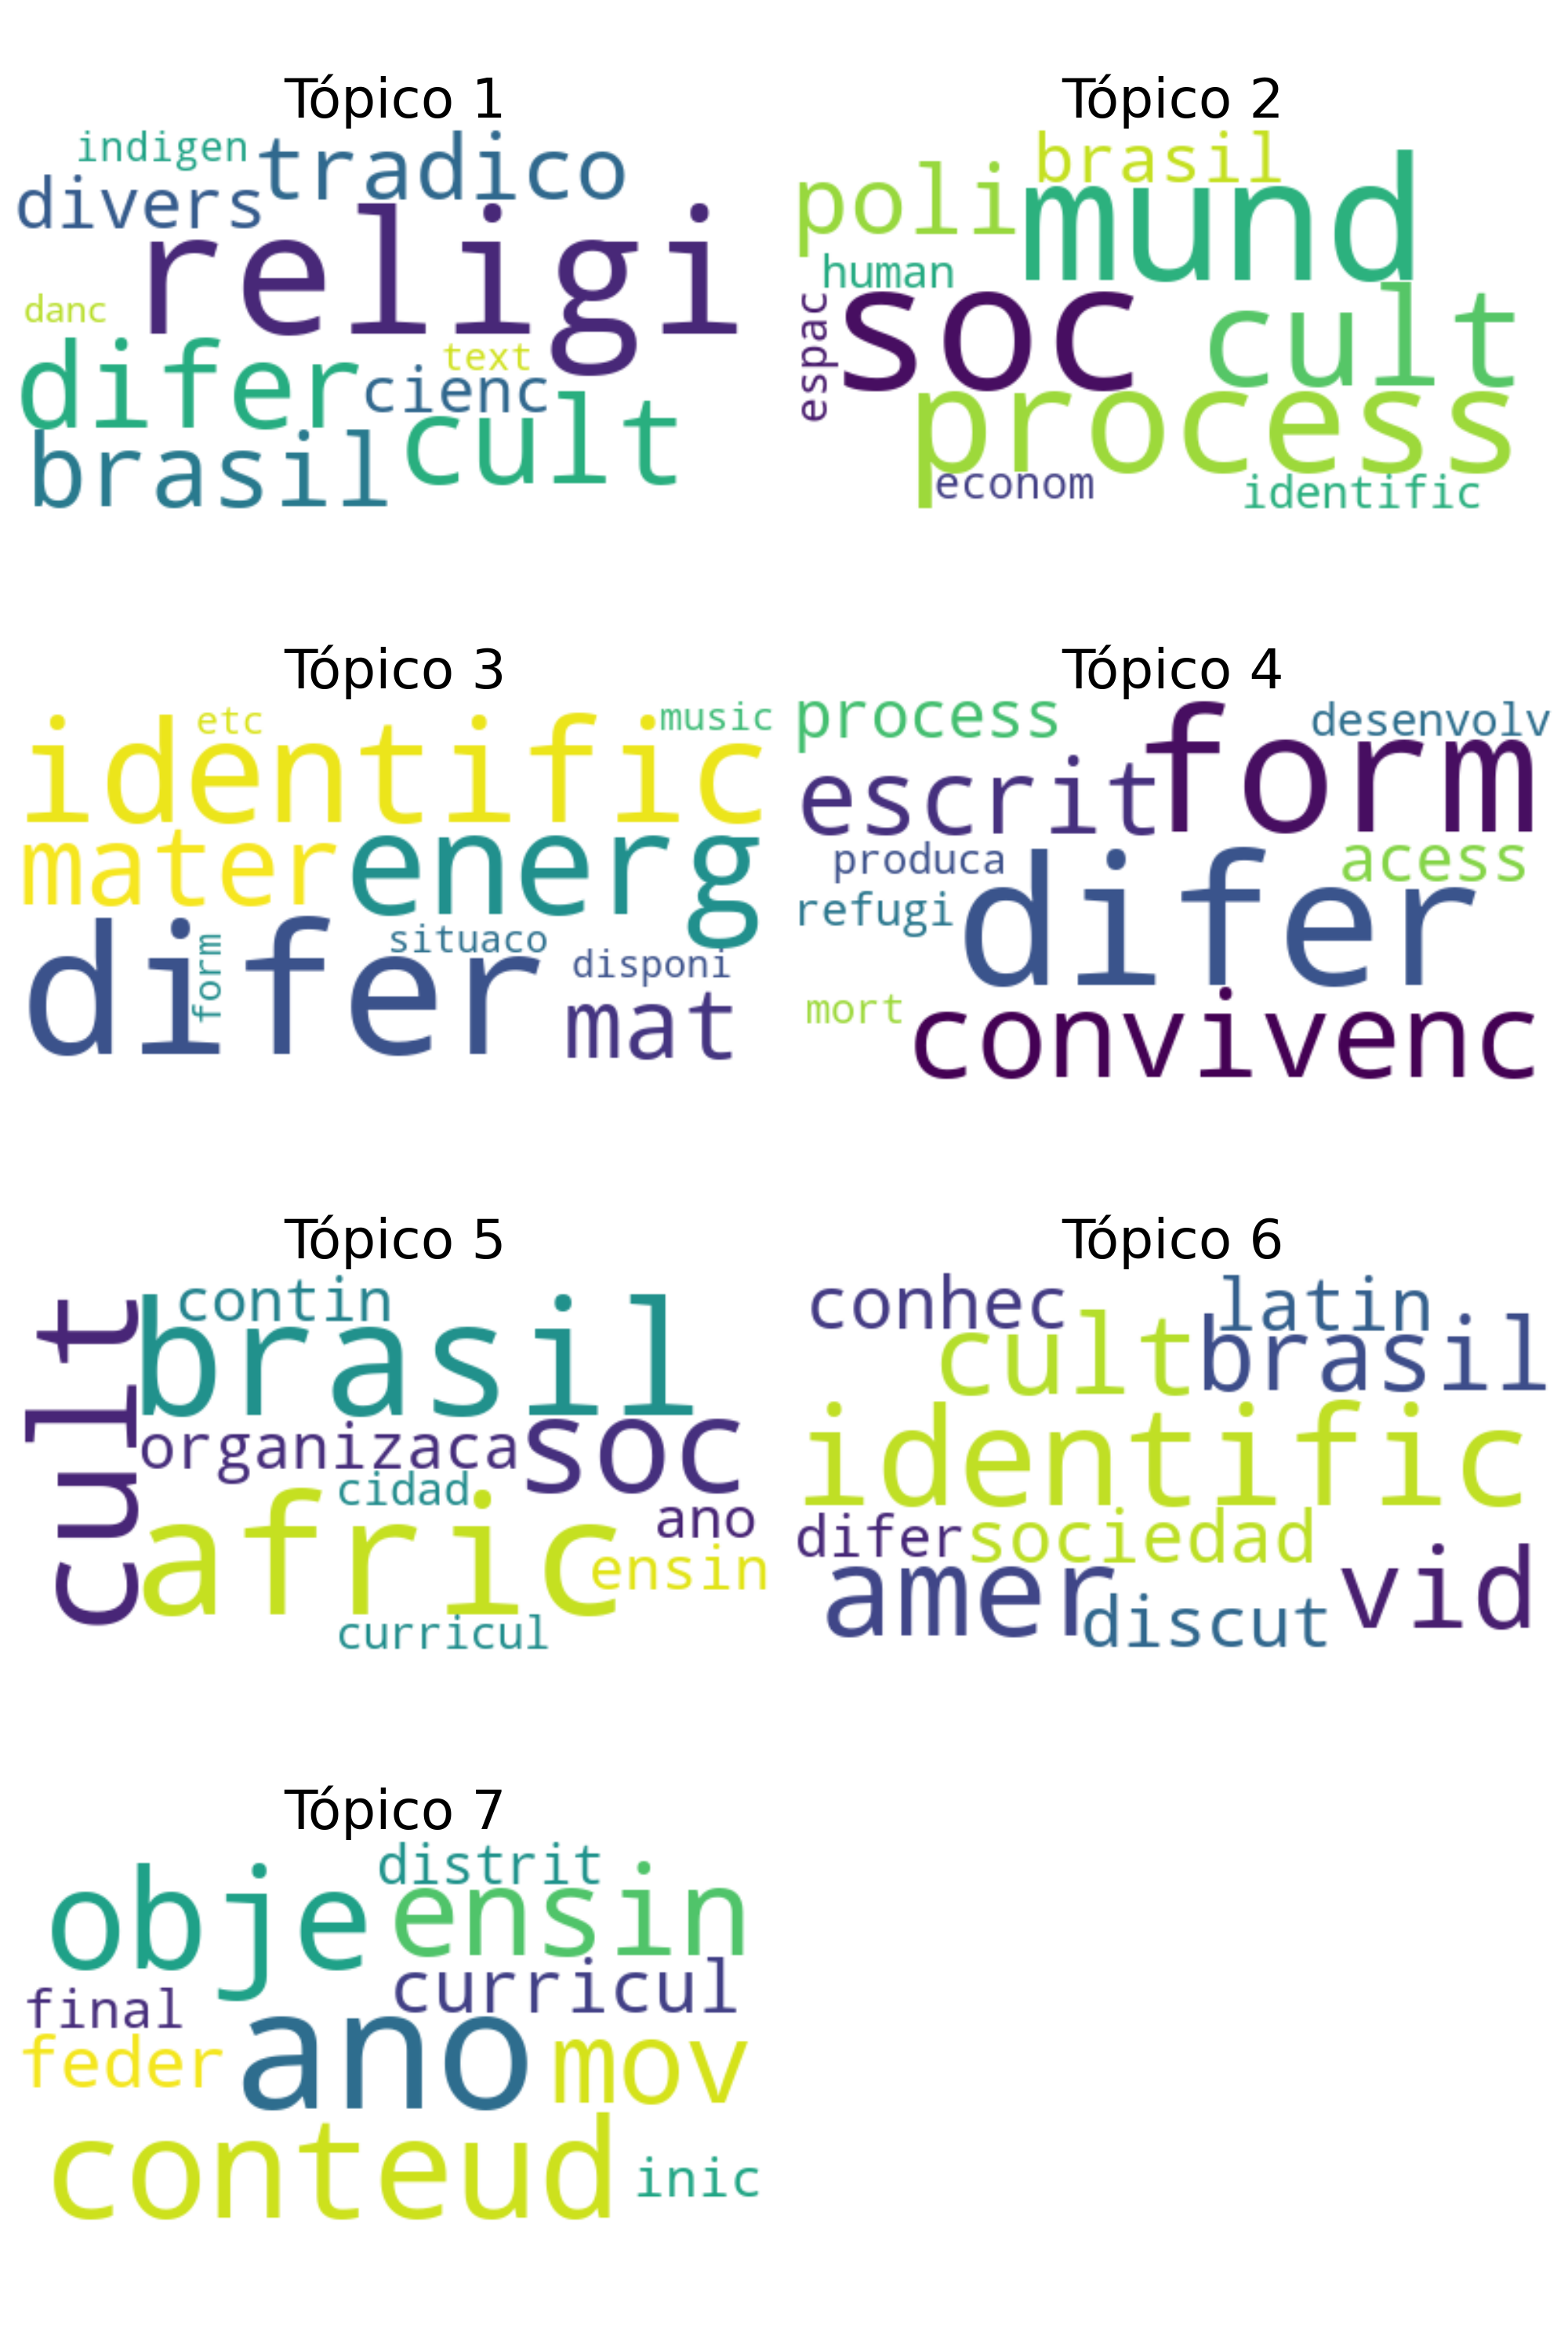 Tópico 1
indigen
tradico
divers
religi
danc
text
difer
cienc
cult
brasil
Tópico 2
brasil
poli
mund
human
soc
espac
cult
process
econom
identific
Tópico 3
etc
music
identific
mater
energ
difer
form
situaco
disponi
mat
Tópico 4
process
desenvolv
form
escrit
produca
acess
refugi
difer
mort
convivenc
Tópico 5
contin
cult
brasil
organizaca
soc
cidad
afric
ano
ensin
curricul
Tópico 6
conhec
latin
cult
brasil
identific
difer
sociedad
amer
vid
discut
Tópico 7
distrit
obje
ensin
curricul
final
ano
feder
mov
conteud
inic